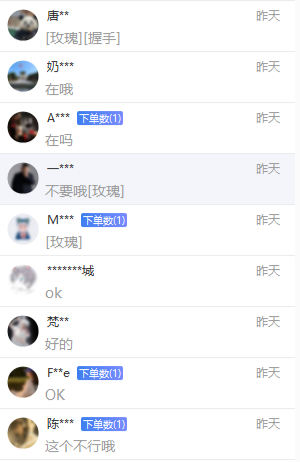 唐** 昨天
[玫瑰][握手]
奶*** 昨天
在哦
A*** 下单数(1) 昨天
在吗
一*** 昨天
不要哦[玫瑰]
M*** 下单数(1) 昨天
[玫瑰]
*******城 昨天
ok
梵** 昨天
好的
F**e 下单数(1) 昨天
OK
陈*** 下单数(1) 昨天
这个不行哦